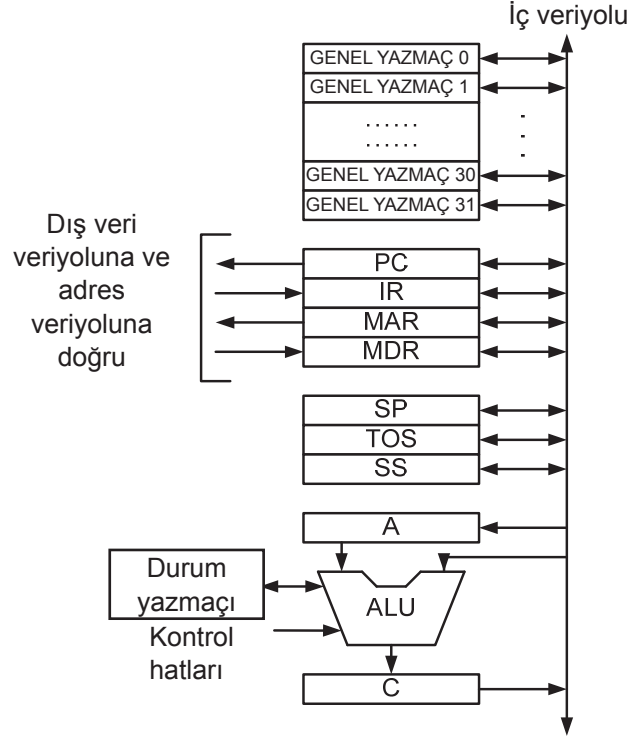 İç veriyolu
GENEL YAZMAÇ 0
GENEL YAZMAÇ 1
......
......
GENEL YAZMAÇ 30
GENEL YAZMAÇ 31
Dış veri
veriyoluna ve
adres
veriyoluna
doğru
PC
IR
MAR
MDR
SP
TOS
SS
A
Durum
yazmaçı
ALU
Kontrol
hatları
C